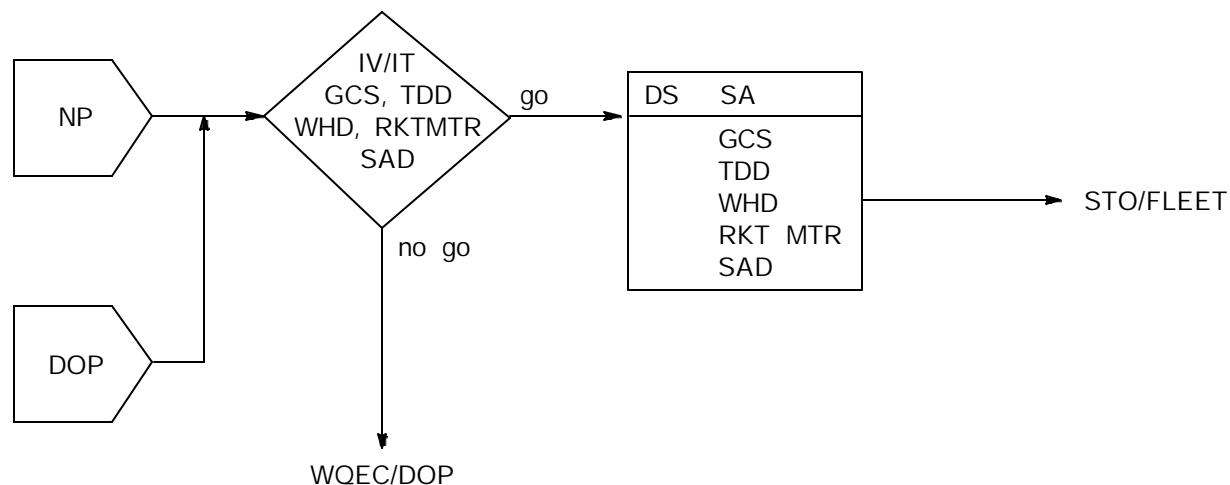 NP
IV/IT
GCS, TDD
WHD, RKTMTR
SAD
go
no go
DS SA
GCS
TDD
WHD
RKT MTR
SAD
STO/FLEET
DOP
WQEC/DOP